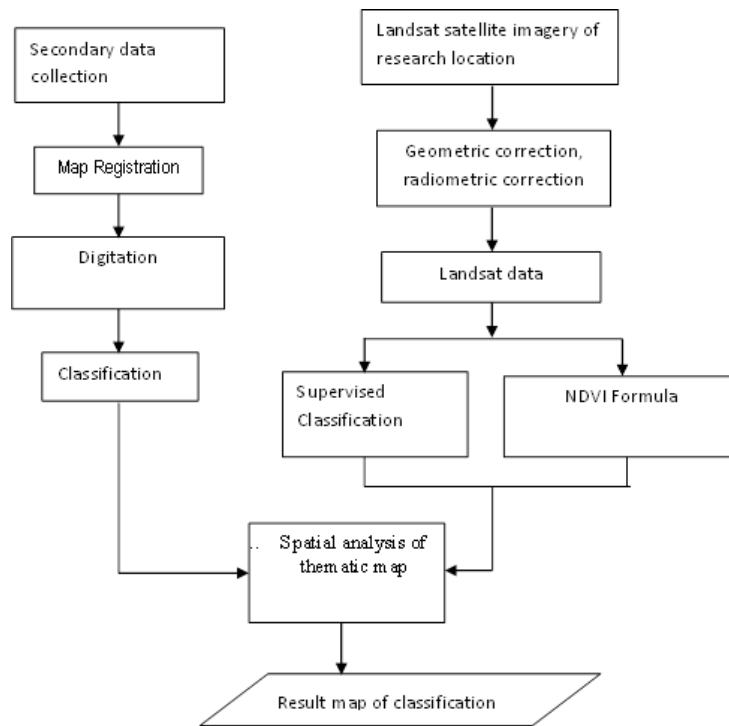 Secondary data
collection
Map Registration
Digitation
Classification
Landsat satellite imagery of
research location
Geometric correction,
radiometric correction
Landsat data
Supervised
Classification
NDVI Formula
.. Spatial analysis of
thematic map
Result map of classification